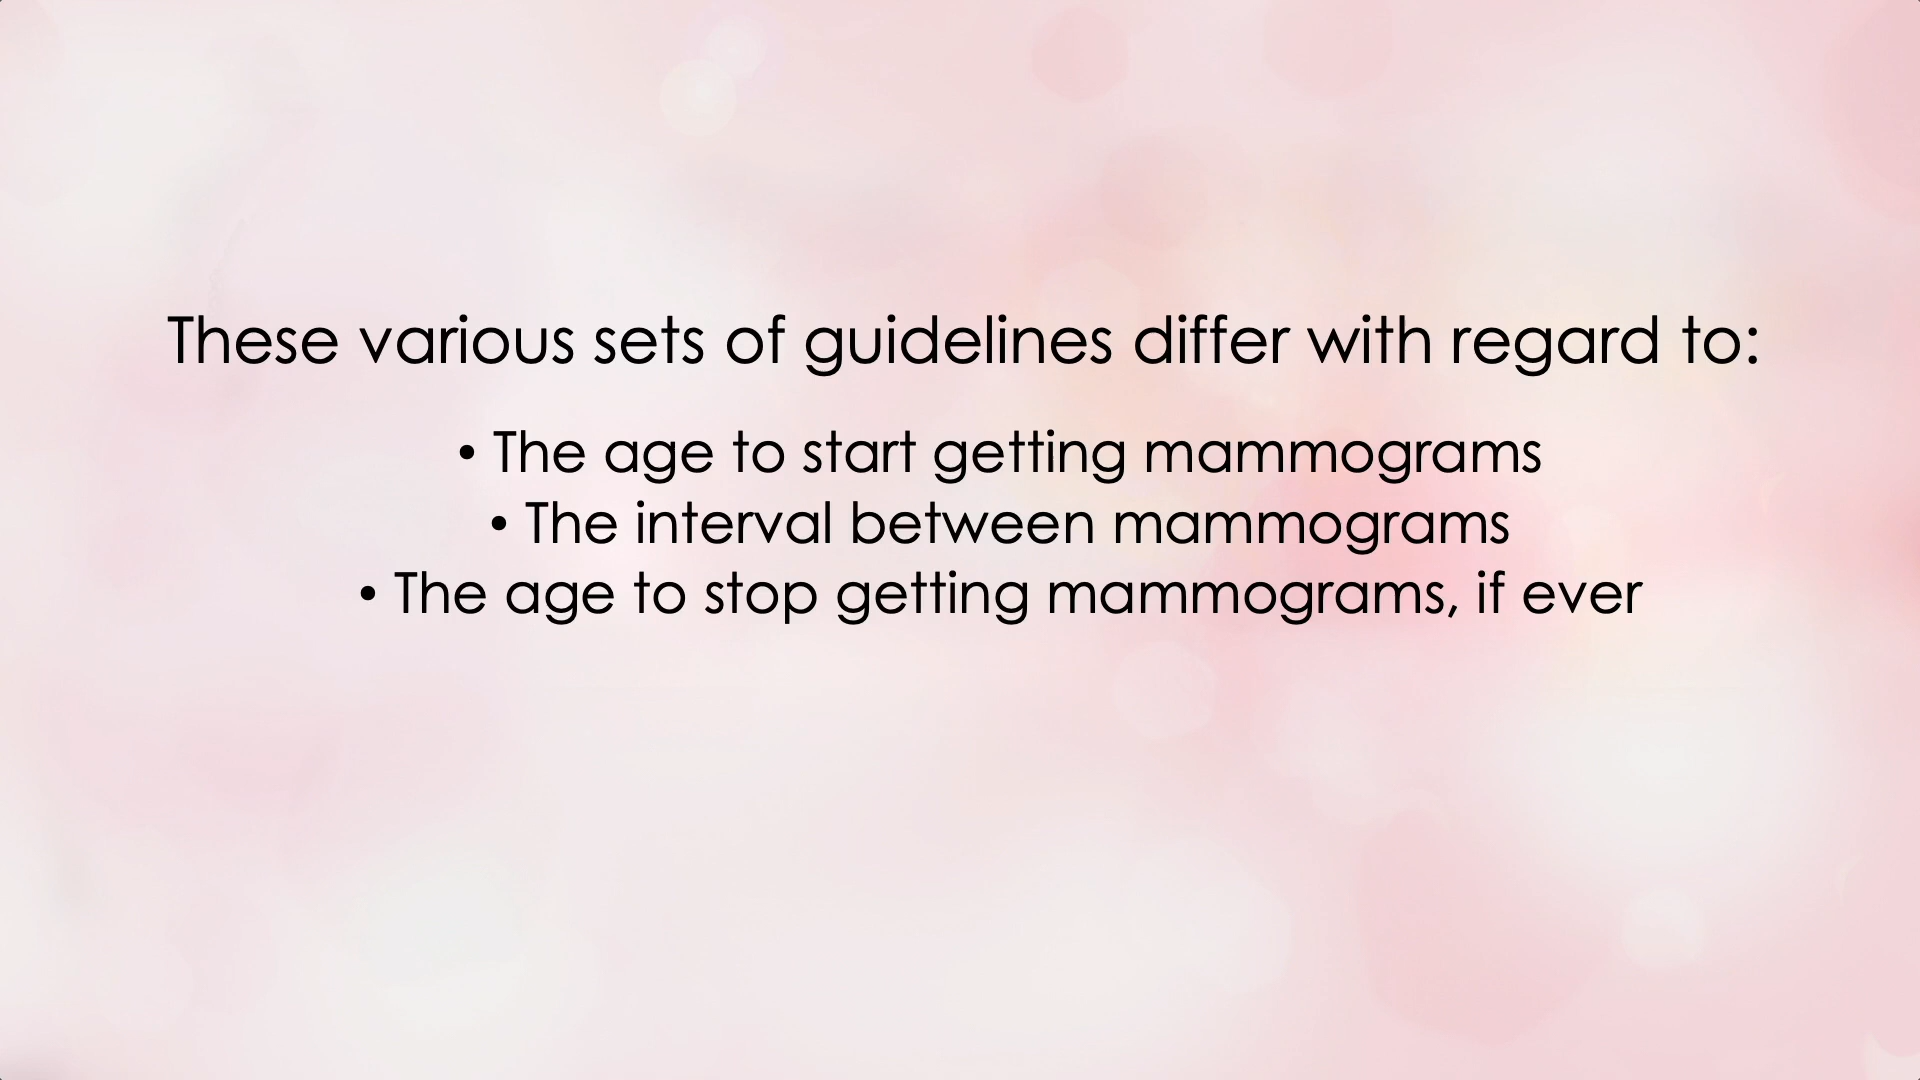 These various sets of guidelines differ with regard to:
• The age to start getting mammograms
• The interval between mammograms
• The age to stop getting mammograms, if ever